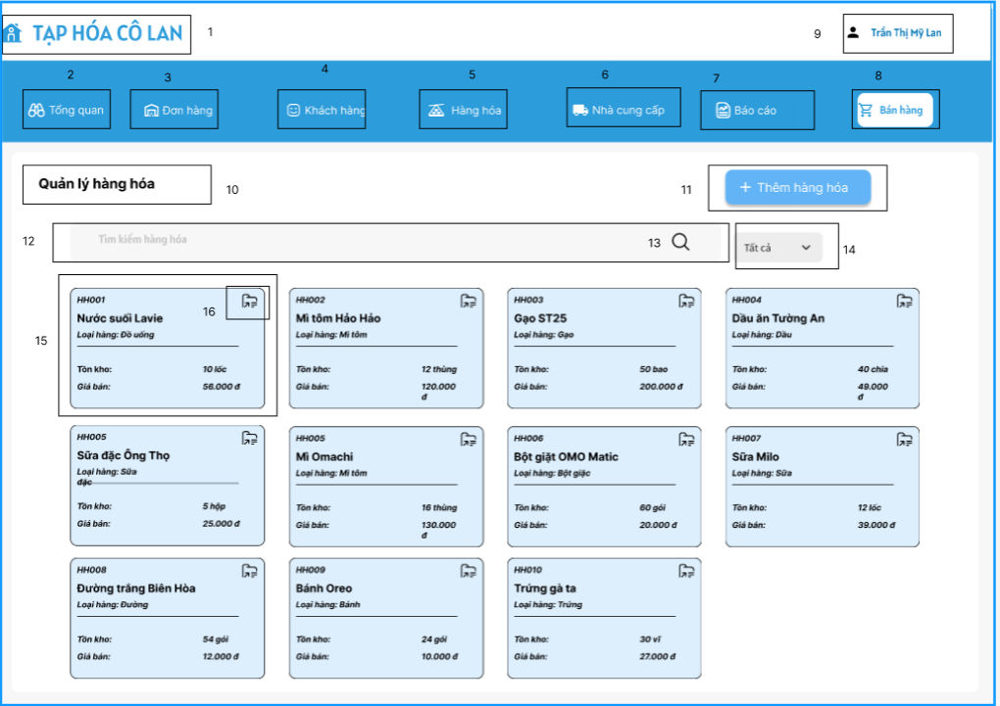 TẠP HÓA CÔ LAN
1
9
Trần Thị Mỹ Lan
2
3
4
5
6
7
8
Tổng quan
Đơn hàng
Khách hàng
Hàng hóa
Nhà cung cấp
Báo cáo
Bán hàng
Quản lý hàng hóa
10
11
+ Thêm hàng hóa
12
Tìm kiếm hàng hóa
13
Tất cả
14
15
HH001
16
Nước suối Lavie
Loại hàng: Đồ uống
Tồn kho: 10 lốc
Giá bán: 56.000 đ
HH002
Mì tôm Hảo Hảo
Loại hàng: Mì tôm
Tồn kho: 12 thùng
Giá bán: 120.000
đ
HH003
Gạo ST25
Loại hàng: Gạo
Tồn kho: 50 bao
Giá bán: 200.000 đ
HH004
Dầu ăn Tường An
Loại hàng: Dầu
Tồn kho: 40 chia
Giá bán: 49.000
đ
HH005
Sữa đặc Ông Thọ
Loại hàng: Sữa
đặc
Tồn kho: 5 hộp
Giá bán: 25.000 đ
HH005
Mì Omachi
Loại hàng: Mì tôm
Tồn kho: 16 thùng
Giá bán: 130.000
đ
HH006
Bột giặt OMO Matic
Loại hàng: Bột giặc
Tồn kho: 60 gói
Giá bán: 20.000 đ
HH007
Sữa Milo
Loại hàng: Sữa
Tồn kho: 12 lốc
Giá bán: 39.000 đ
HH008
Đường trắng Biên Hòa
Loại hàng: Đường
Tồn kho: 54 gói
Giá bán: 12.000 đ
HH009
Bánh Oreo
Loại hàng: Bánh
Tồn kho: 24 gói
Giá bán: 10.000 đ
HH010
Trứng gà ta
Loại hàng: Trứng
Tồn kho: 30 vỉ
Giá bán: 27.000 đ